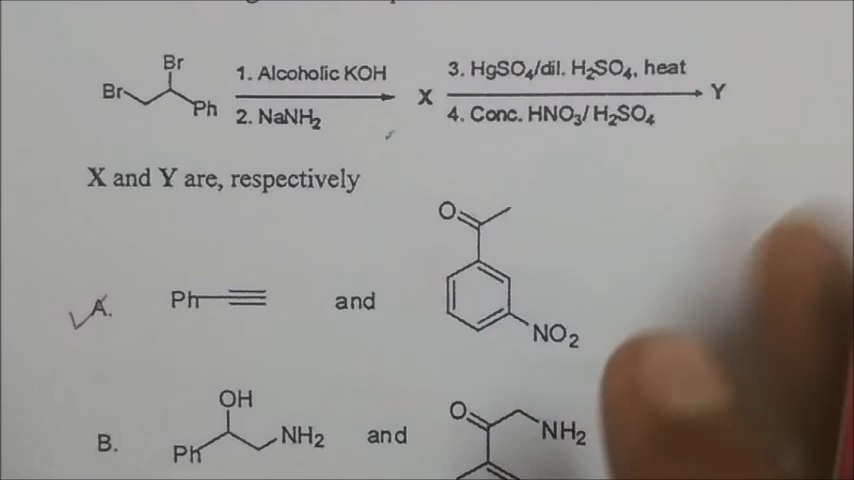 Br
Br
Ph
1. Alcoholic KOH
2. NaNH₂
X
3. HgSO₄/dil. H₂SO₄, heat
4. Conc. HNO₃/ H₂SO₄
Y
X and Y are, respectively
A.
Ph
and
O
NO₂
B.
OH
Ph
NH₂
and
O
NH₂